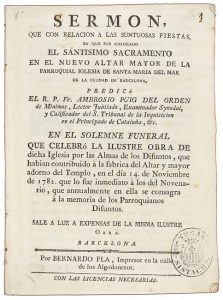 3
SERMON,
QUE CON RELACION A LAS SUNTUOSAS FIESTAS,
EN QUE FUE COLOCADO
EL SANTISIMO SACRAMENTO
EN EL NUEVO ALTAR MAYOR DE LA
PARROQUIAL IGLESIA DE SANTA MARIA DEL MAR
DE LA CIUDAD DE BARCELONA,
PREDICÓ
EL R. P. Fr. AMBROSIO PUIG DEL ORDEN
de Minimos, Lector Jubilado, Examinador Synodal,
y Calificador del S. Tribunal de la Inquisicion
en el Principado de Cataluña, &c.
EN EL SOLEMNE FUNERAL
QUE CELEBRÓ LA ILUSTRE OBRA DE
dicha Iglesia por las Almas de los Difuntos, que
habian contribuido á la fábrica del Altar y mayor
adorno del Templo, en el dia 14. de Noviembre
de 1782. que lo fue inmediato á los del Novena-
rio, que annualmente en ella se consagra
á la memoria de los Parroquianos
Difuntos.
SALE A LUZ A EXPENSAS DE LA MISMA ILUSTRE
OBRA.
BARCELONA.
Por BERNARDO PLA, Impresor en la calle
de los Algodoneros.
CON LAS LICENCIAS NECESARIAS.